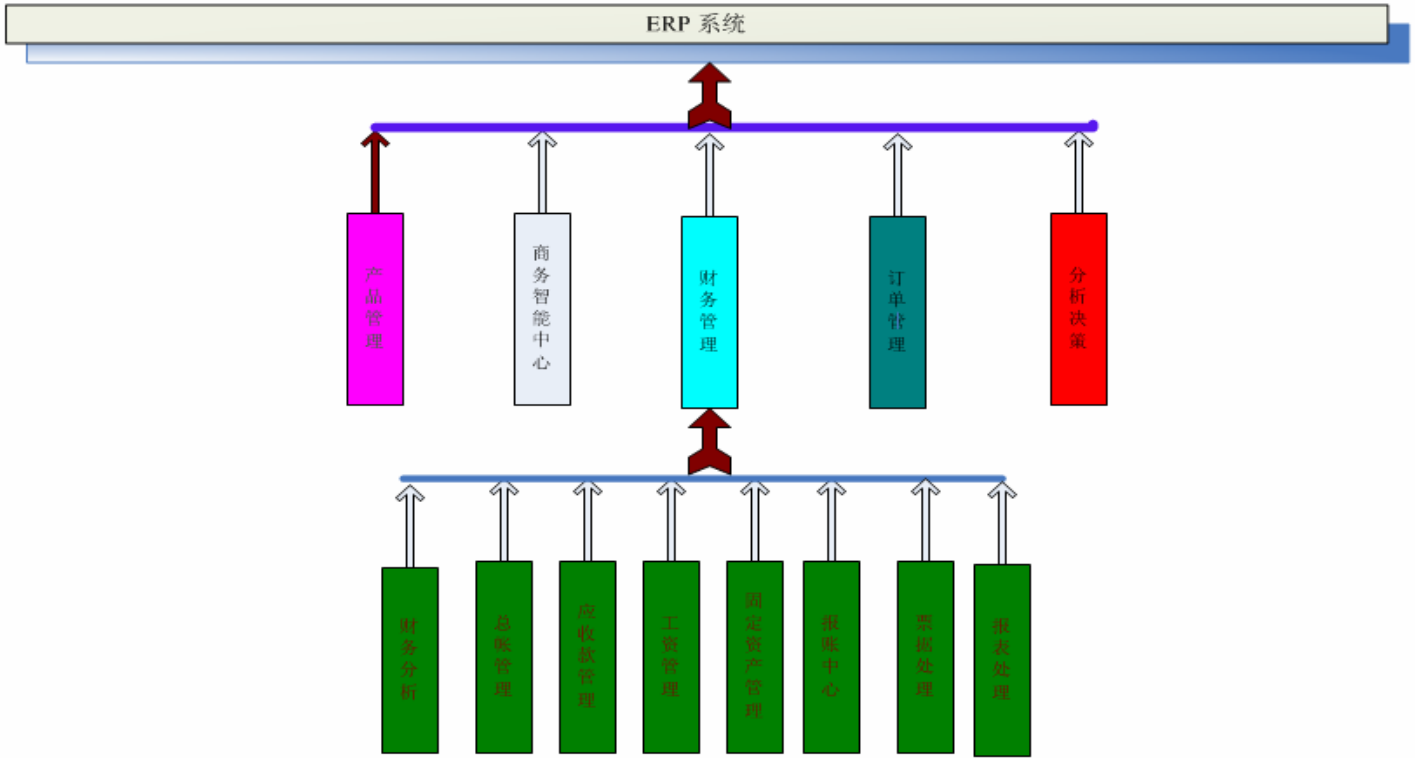 ERP 系统
产品管理
商务智能中心
财务管理
订单管理
分析决策
财务分析
总帐管理
应收款管理
工资管理
固定资产管理
报账中心
票据处理
报表处理